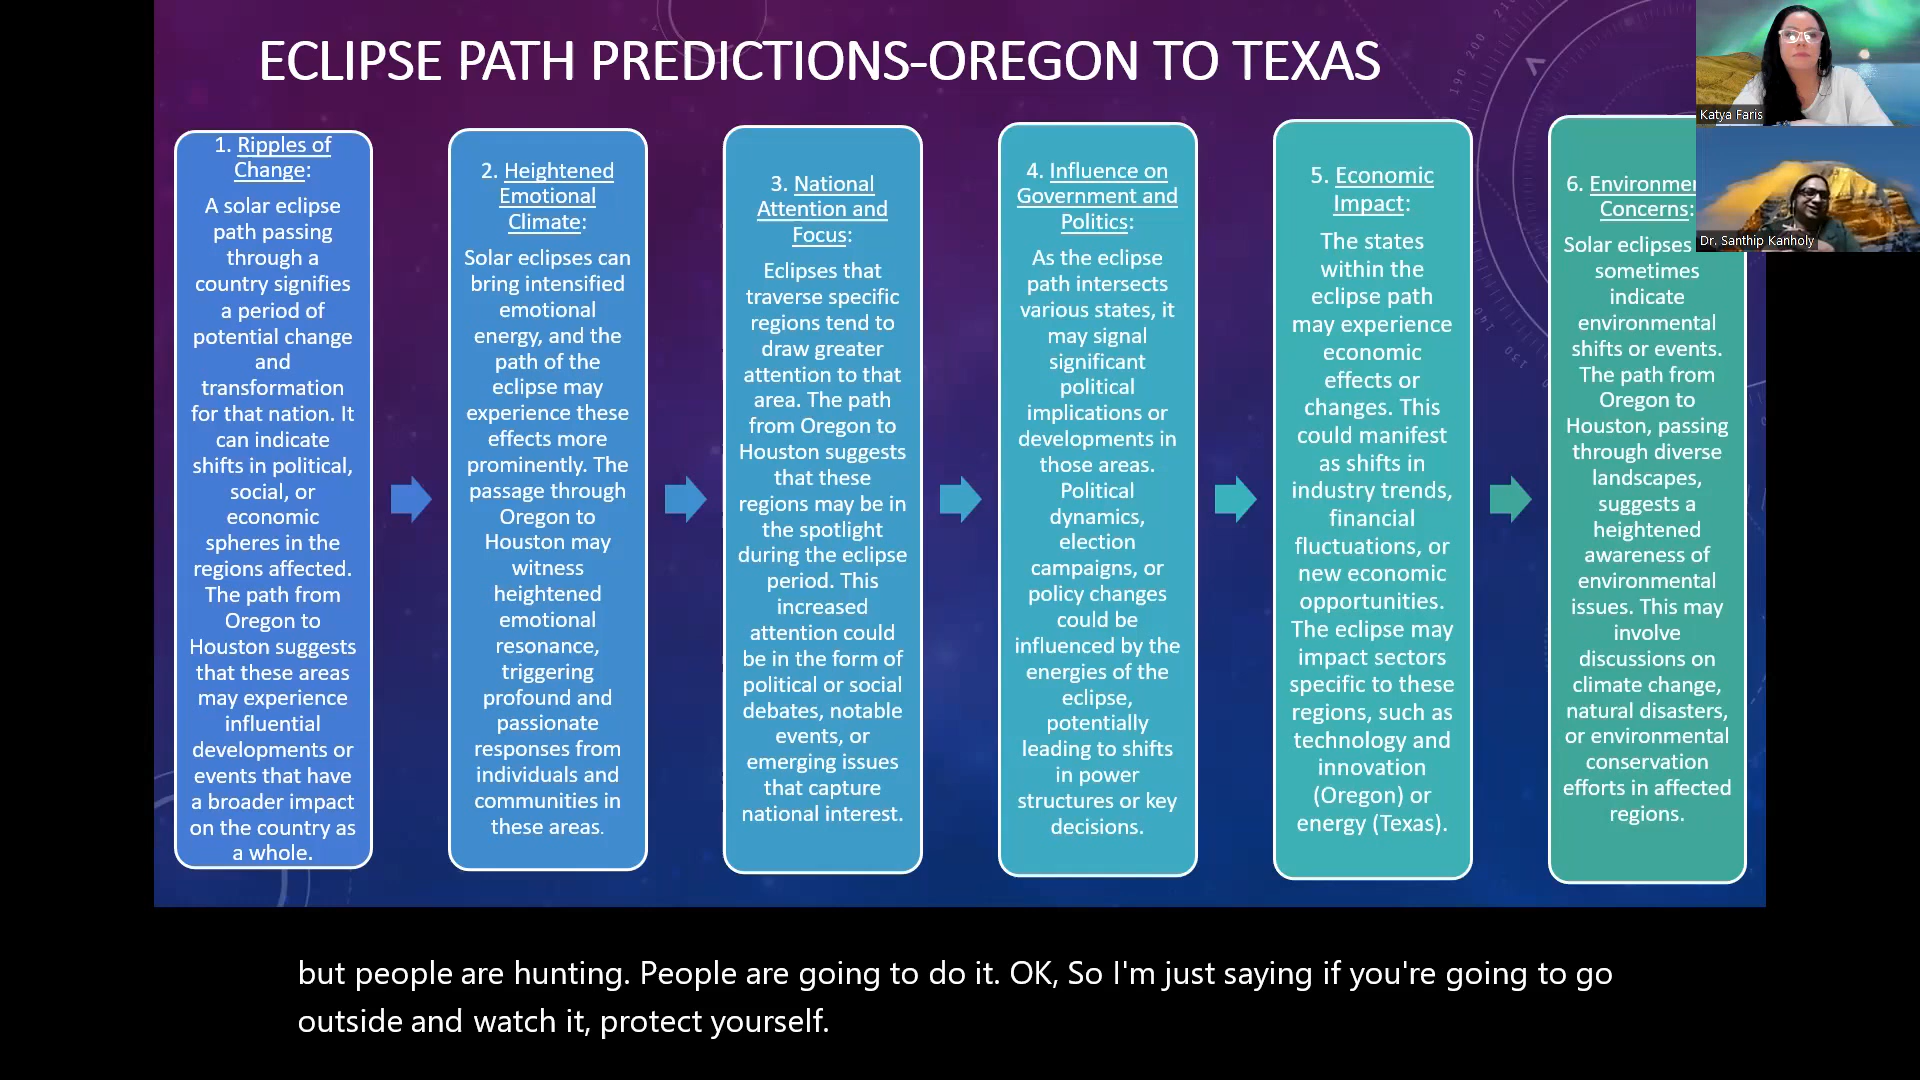 ECLIPSE PATH PREDICTIONS-OREGON TO TEXAS
1. Ripples of
Change:
A solar eclipse
path passing
through a
country signifies
a period of
potential change
and
transformation
for that nation. It
can indicate
shifts in political,
social, or
economic
spheres in the
regions affected.
The path from
Oregon to
Houston suggests
that these areas
may experience
influential
developments or
events that have
a broader impact
on the country as
a whole.
2. Heightened
Emotional
Climate:
Solar eclipses can
bring intensified
emotional
energy, and the
path of the
eclipse may
experience these
effects more
prominently. The
passage through
Oregon to
Houston may
witness
heightened
emotional
resonance,
triggering
profound and
passionate
responses from
individuals and
communities in
these areas.
3. National
Attention and
Focus:
Eclipses that
traverse specific
regions tend to
draw greater
attention to that
area. The path
from Oregon to
Houston suggests
that these
regions may be in
the spotlight
during the eclipse
period. This
increased
attention could
be in the form of
political or social
debates, notable
events, or
emerging issues
that capture
national interest.
4. Influence on
Government and
Politics:
As the eclipse
path intersects
various states, it
may signal
significant
political
implications or
developments in
those areas.
Political
dynamics,
election
campaigns, or
policy changes
could be
influenced by the
energies of the
eclipse,
potentially
leading to shifts
in power
structures or key
decisions.
5. Economic
Impact:
The states
within the
eclipse path
may experience
economic
effects or
changes. This
could manifest
as shifts in
industry trends,
financial
fluctuations, or
new economic
opportunities.
The eclipse may
impact sectors
specific to these
regions, such as
technology and
innovation
(Oregon) or
energy (Texas).
6.
Concerns:
Solar eclipses
sometimes
indicate
environmental
shifts or events.
The path from
Oregon to
Houston, passing
through diverse
landscapes,
suggests a
heightened
awareness of
environmental
issues. This may
involve
discussions on
climate change,
natural disasters,
or environmental
conservation
efforts in affected
regions.
Katya Faris
Dr. Santhip Kanholy
but people are hunting. People are going to do it. OK, So I'm just saying if you're going to go
outside and watch it, protect yourself.